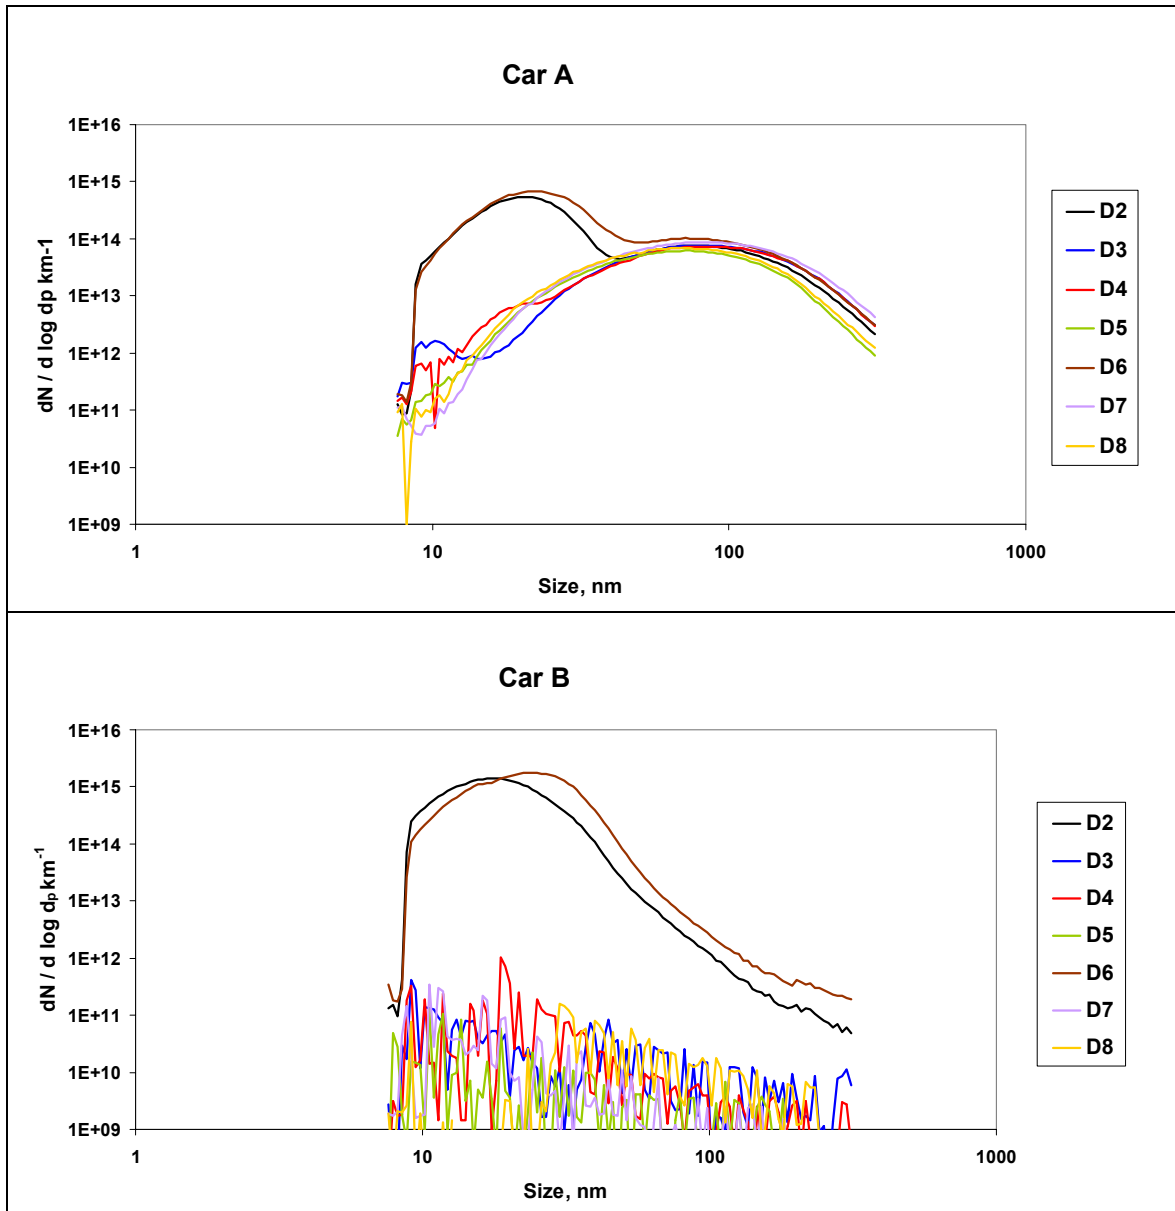 Car A
1E+16
1E+15
1E+14
1E+13
1E+12
1E+11
1E+10
1E+09
dN / d log dp km-1
1 10 100 1000
Size, nm
D2
D3
D4
D5
D6
D7
D8
Car B
1E+16
1E+15
1E+14
1E+13
1E+12
1E+11
1E+10
1E+09
dN / d log dpkm-1
1 10 100 1000
Size, nm
D2
D3
D4
D5
D6
D7
D8